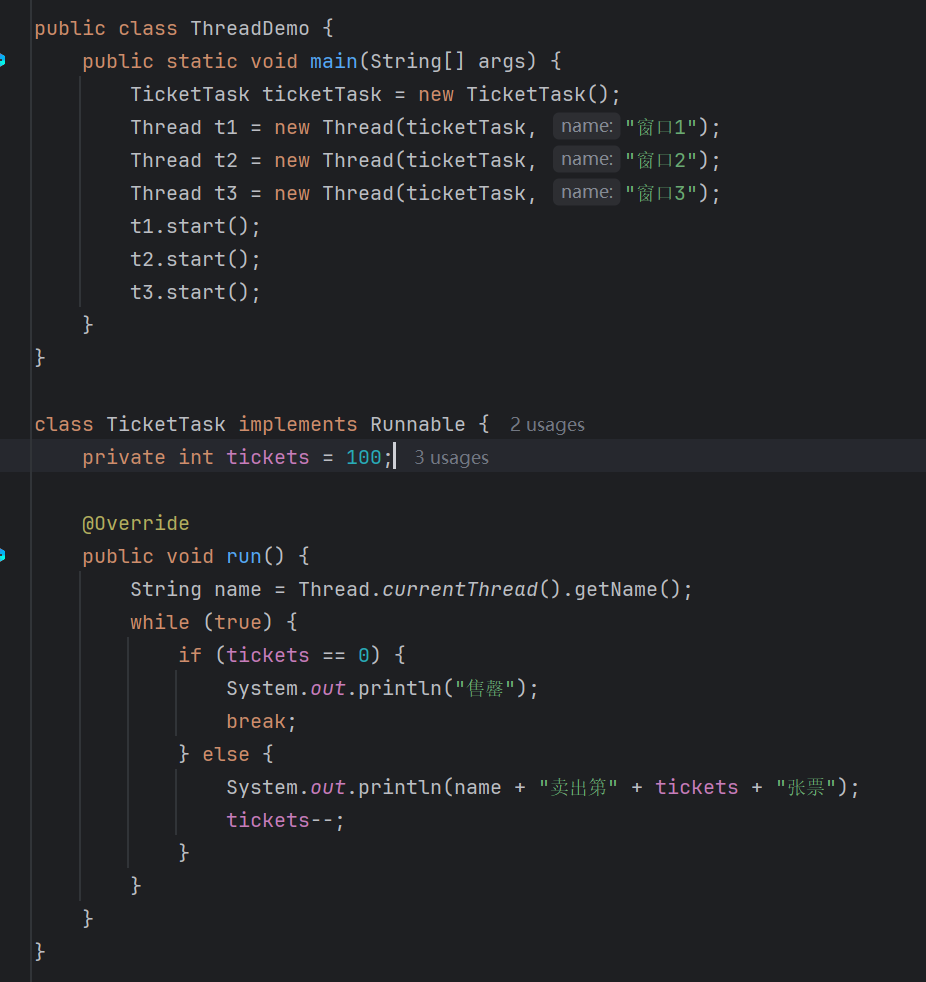 public class ThreadDemo {
    public static void main(String[] args) {
        TicketTask ticketTask = new TicketTask();
        Thread t1 = new Thread(ticketTask, name: "窗口1");
        Thread t2 = new Thread(ticketTask, name: "窗口2");
        Thread t3 = new Thread(ticketTask, name: "窗口3");
        t1.start();
        t2.start();
        t3.start();
    }
}
class TicketTask implements Runnable { 2 usages
    private int tickets = 100; 3 usages
    @Override
    public void run() {
        String name = Thread.currentThread().getName();
        while (true) {
            if (tickets == 0) {
                System.out.println("售罄");
                break;
            } else {
                System.out.println(name + "卖出第" + tickets + "张票");
                tickets--;
            }
        }
    }
}